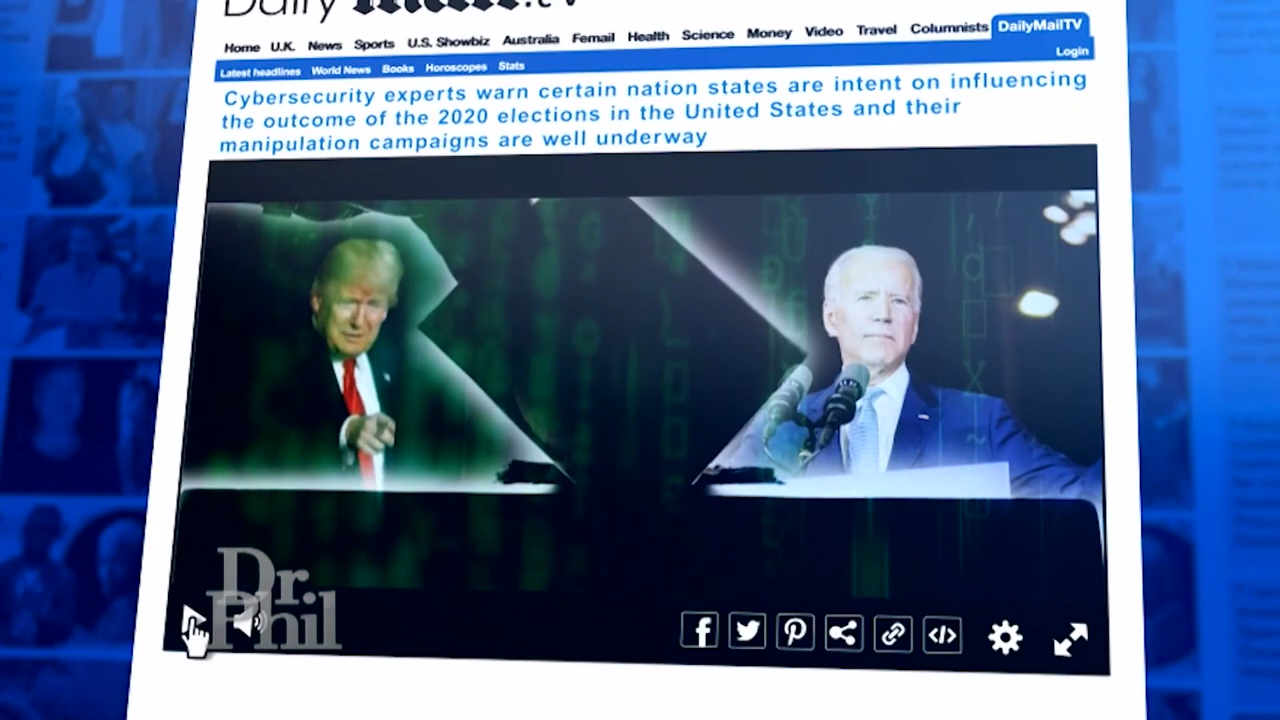 Daily Mail.tv
Home U.K. News Sports U.S. Showbiz Australia Femail Health Science Money Video Travel Columnists DailyMailTV
Latest headlines World News Books Horoscopes Stats Login
Cybersecurity experts warn certain nation states are intent on influencing
the outcome of the 2020 elections in the United States and their
manipulation campaigns are well underway
Dr.
Phil